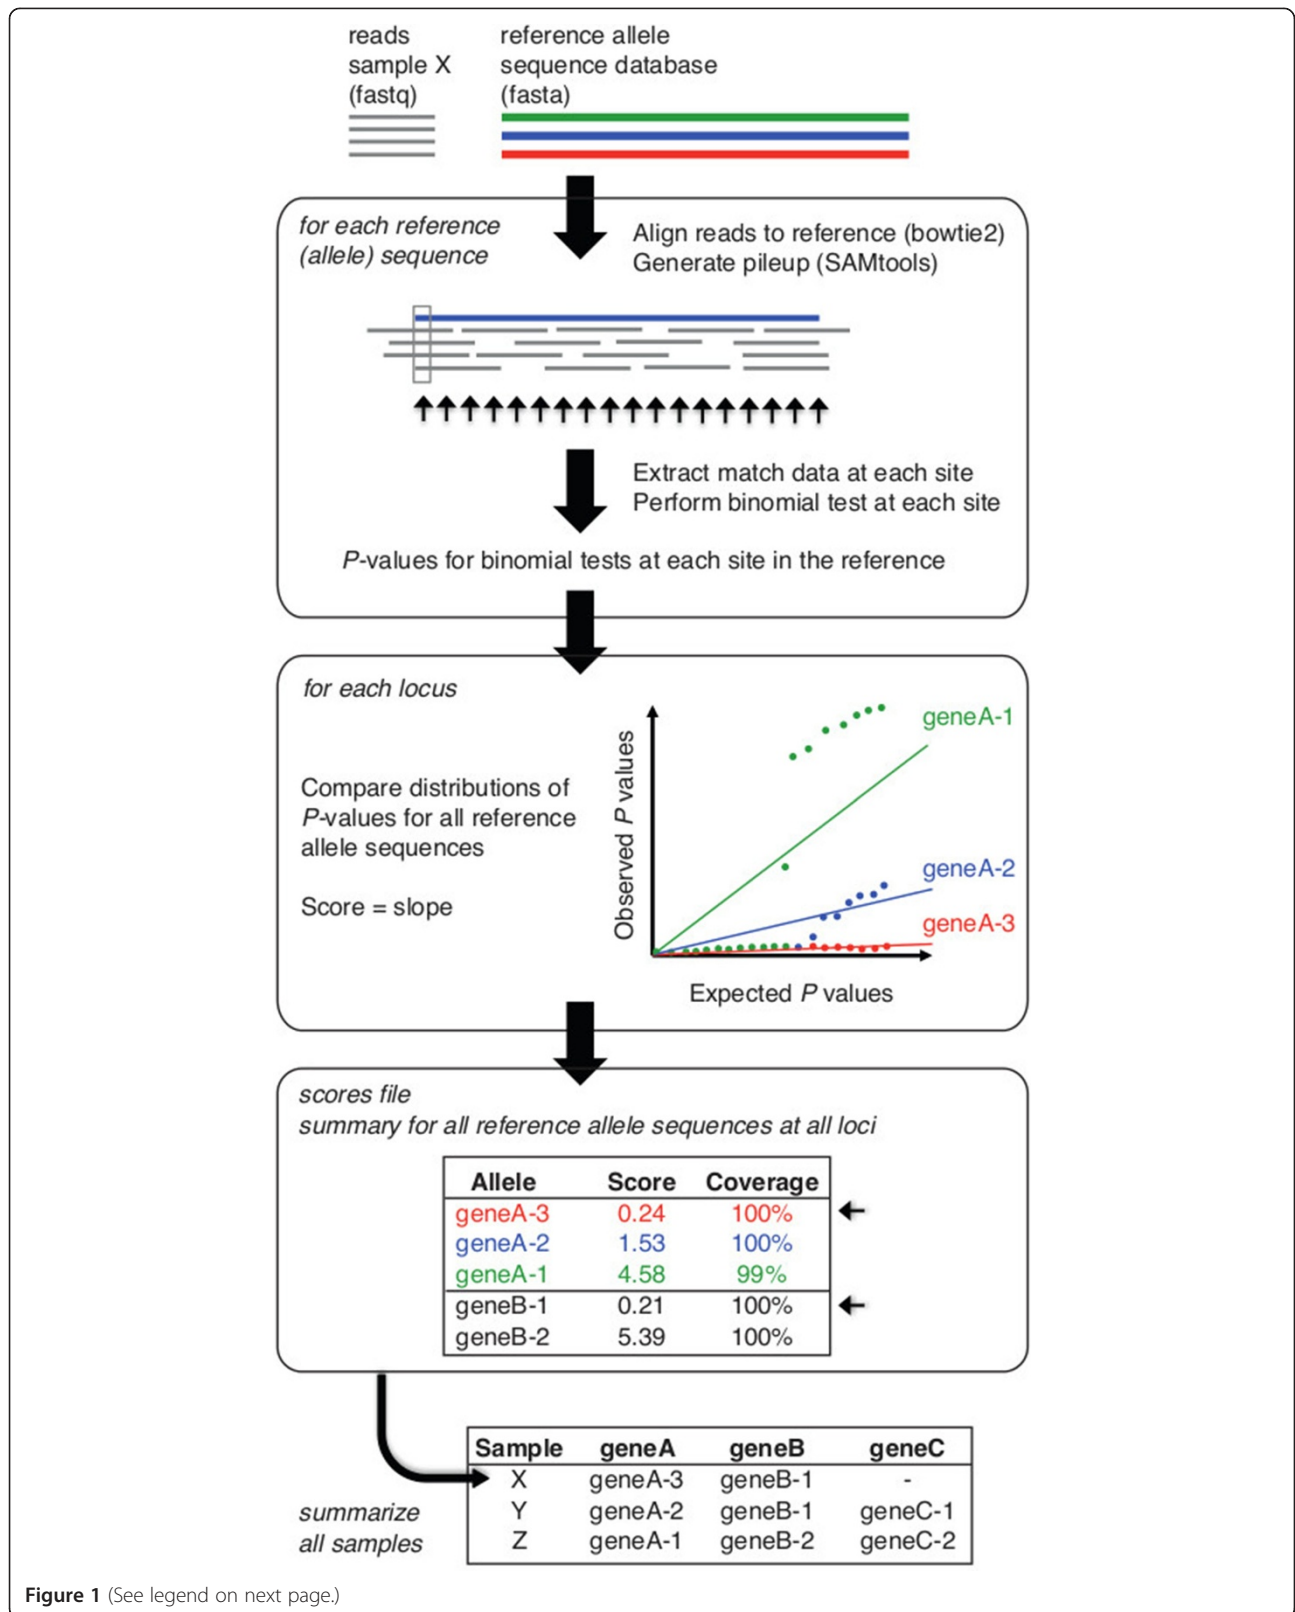 reads
sample X
(fastq)
reference allele
sequence database
(fasta)
for each reference
(allele) sequence
Align reads to reference (bowtie2)
Generate pileup (SAMtools)
Extract match data at each site
Perform binomial test at each site
P-values for binomial tests at each site in the reference
for each locus
Compare distributions of
P-values for all reference
allele sequences
Score = slope
Observed P values
geneA-1
geneA-2
geneA-3
Expected P values
scores file
summary for all reference allele sequences at all loci
Allele Score Coverage
geneA-3 0.24 100%
geneA-2 1.53 100%
geneA-1 4.58 99%
geneB-1 0.21 100%
geneB-2 5.39 100%
summarize
all samples
Sample geneA geneB geneC
X geneA-3 geneB-1 -
Y geneA-2 geneB-1 geneC-1
Z geneA-1 geneB-2 geneC-2
Figure 1 (See legend on next page.)